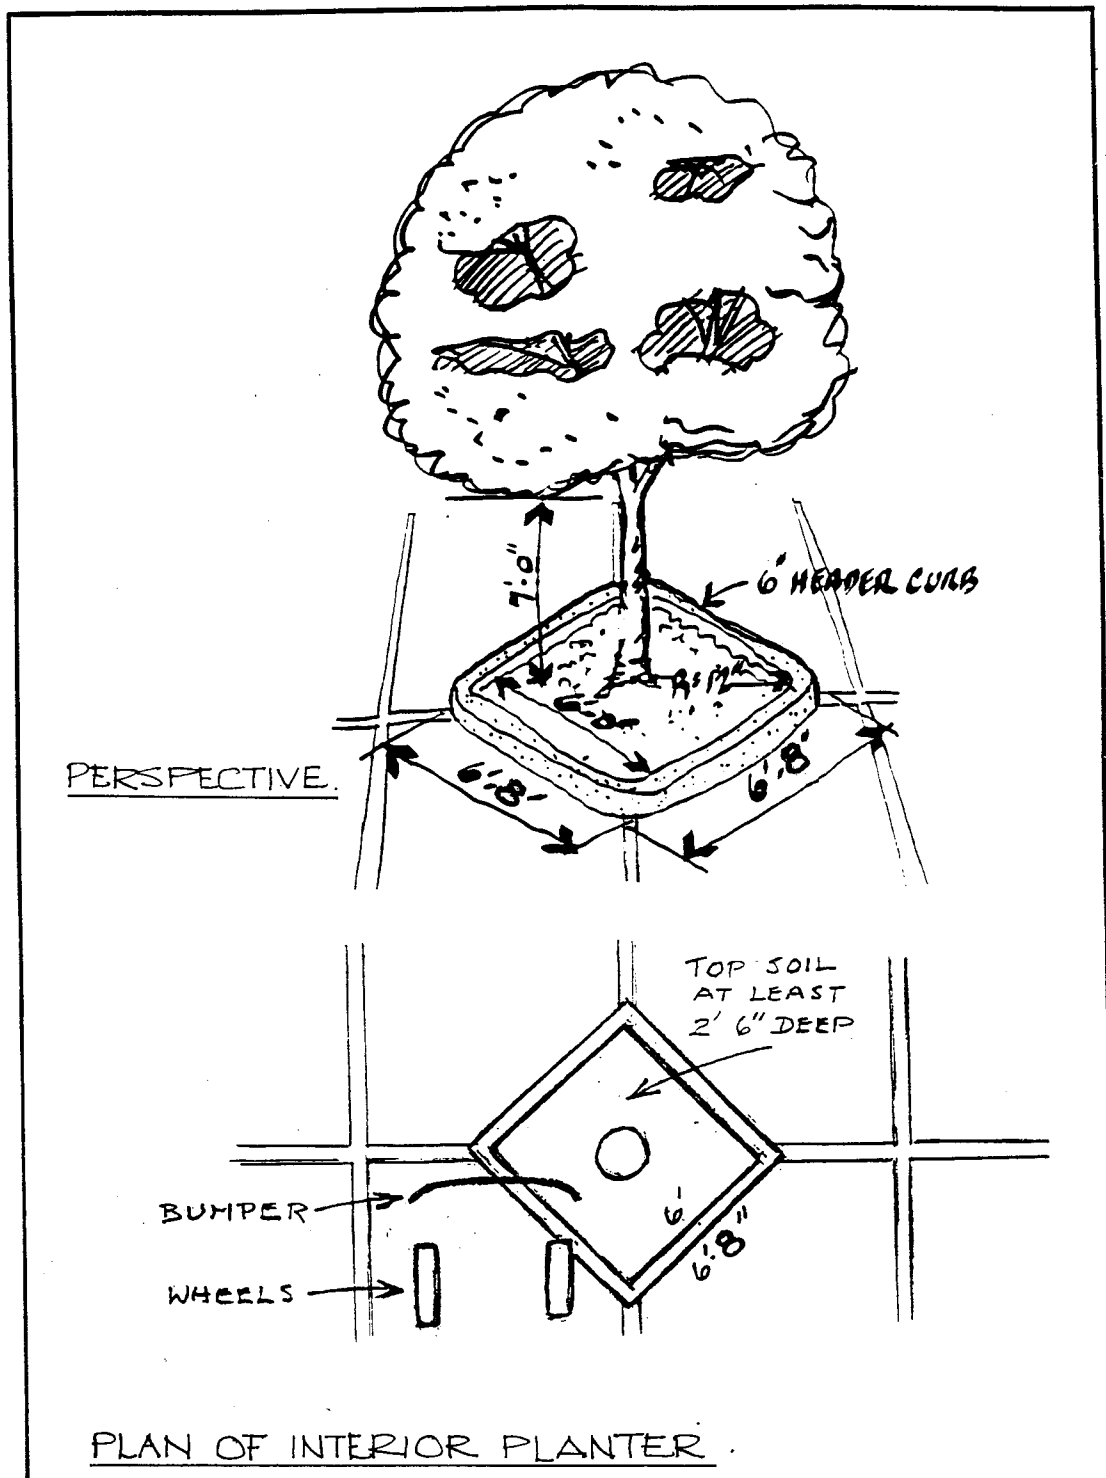 7'-0"
6" HEADER CURB
R=12"
6'-0"
PERSPECTIVE.
6'-8"
6'-8"
TOP SOIL
AT LEAST
2' 6" DEEP
BUMPER
6'-
6'-8"
WHEELS
PLAN OF INTERIOR PLANTER.